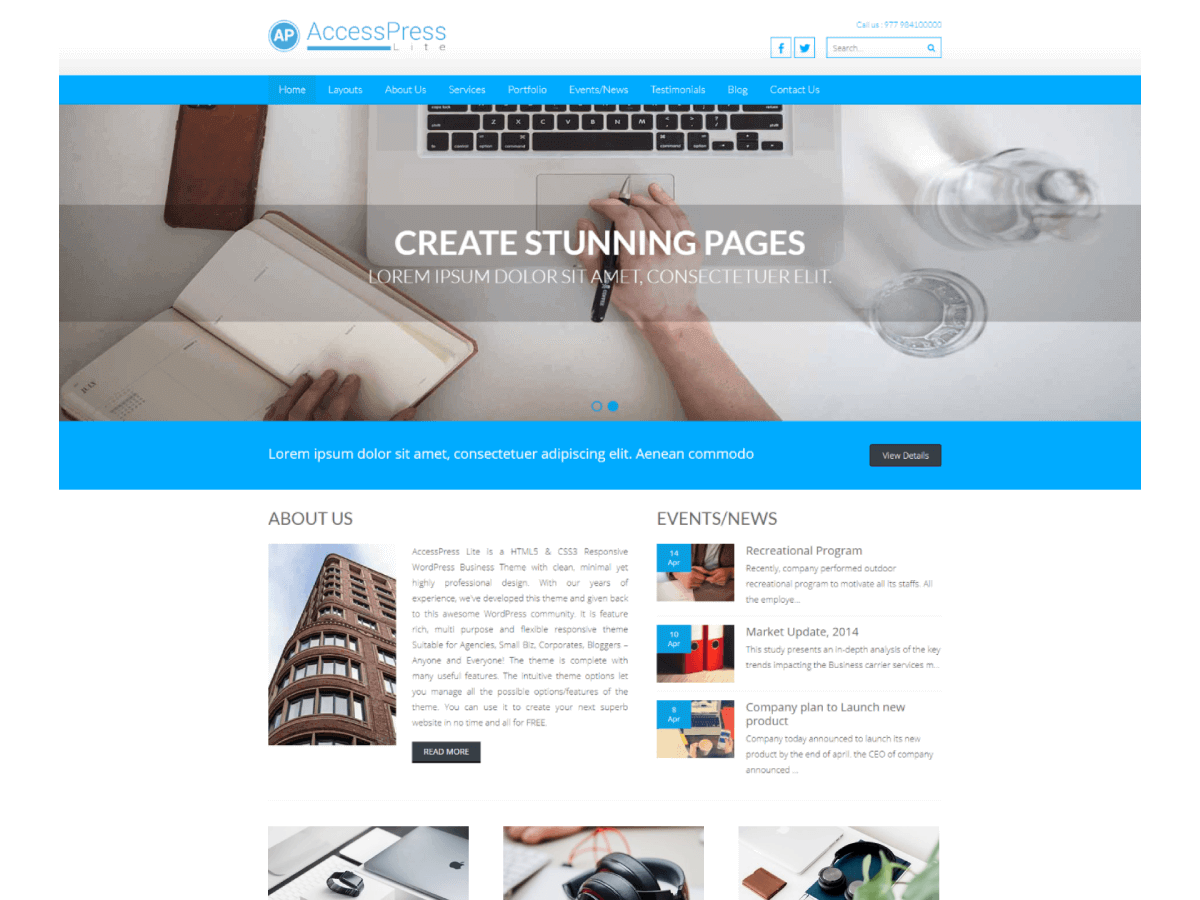 Call us : 977 984100000
AP AccessPress
Lite
Search...
Home Layouts About Us Services Portfolio Events/News Testimonials Blog Contact Us
Z X C V B N M
control option command command option
CREATE STUNNING PAGES
LOREM IPSUM DOLOR SIT AMET, CONSECTETUER ELIT.
JULY
Lorem ipsum dolor sit amet, consectetuer adipiscing elit. Aenean commodo
View Details
ABOUT US
AccessPress Lite is a HTML5 & CSS3 Responsive
WordPress Business Theme with clean, minimal yet
highly professional design. With our years of
experience, we've developed this theme and given back
to this awesome WordPress community. It is feature
rich, multi purpose and flexible responsive theme
Suitable for Agencies, Small Biz, Corporates, Bloggers –
Anyone and Everyone! The theme is complete with
many useful features. The intuitive theme options let
you manage all the possible options/features of the
theme. You can use it to create your next superb
website in no time and all for FREE.
READ MORE
EVENTS/NEWS
14
Apr
Recreational Program
Recently, company performed outdoor
recreational program to motivate all its staffs. All
the employe...
10
Apr
Market Update, 2014
This study presents an in-depth analysis of the key
trends impacting the Business carrier services m...
8
Apr
Company plan to Launch new
product
Company today announced to launch its new
product by the end of april. the CEO of company
announced ...